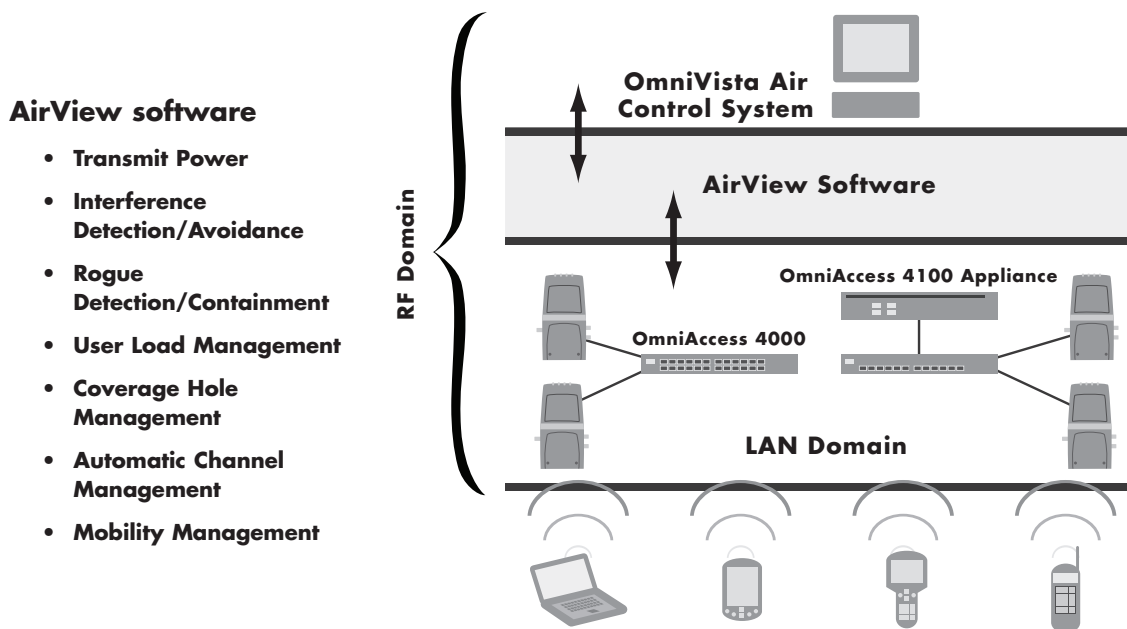 AirView software
• Transmit Power
• Interference
Detection/Avoidance
• Rogue
Detection/Containment
• User Load Management
• Coverage Hole
Management
• Automatic Channel
Management
• Mobility Management
RF Domain
OmniVista Air
Control System
AirView Software
OmniAccess 4100 Appliance
OmniAccess 4000
LAN Domain